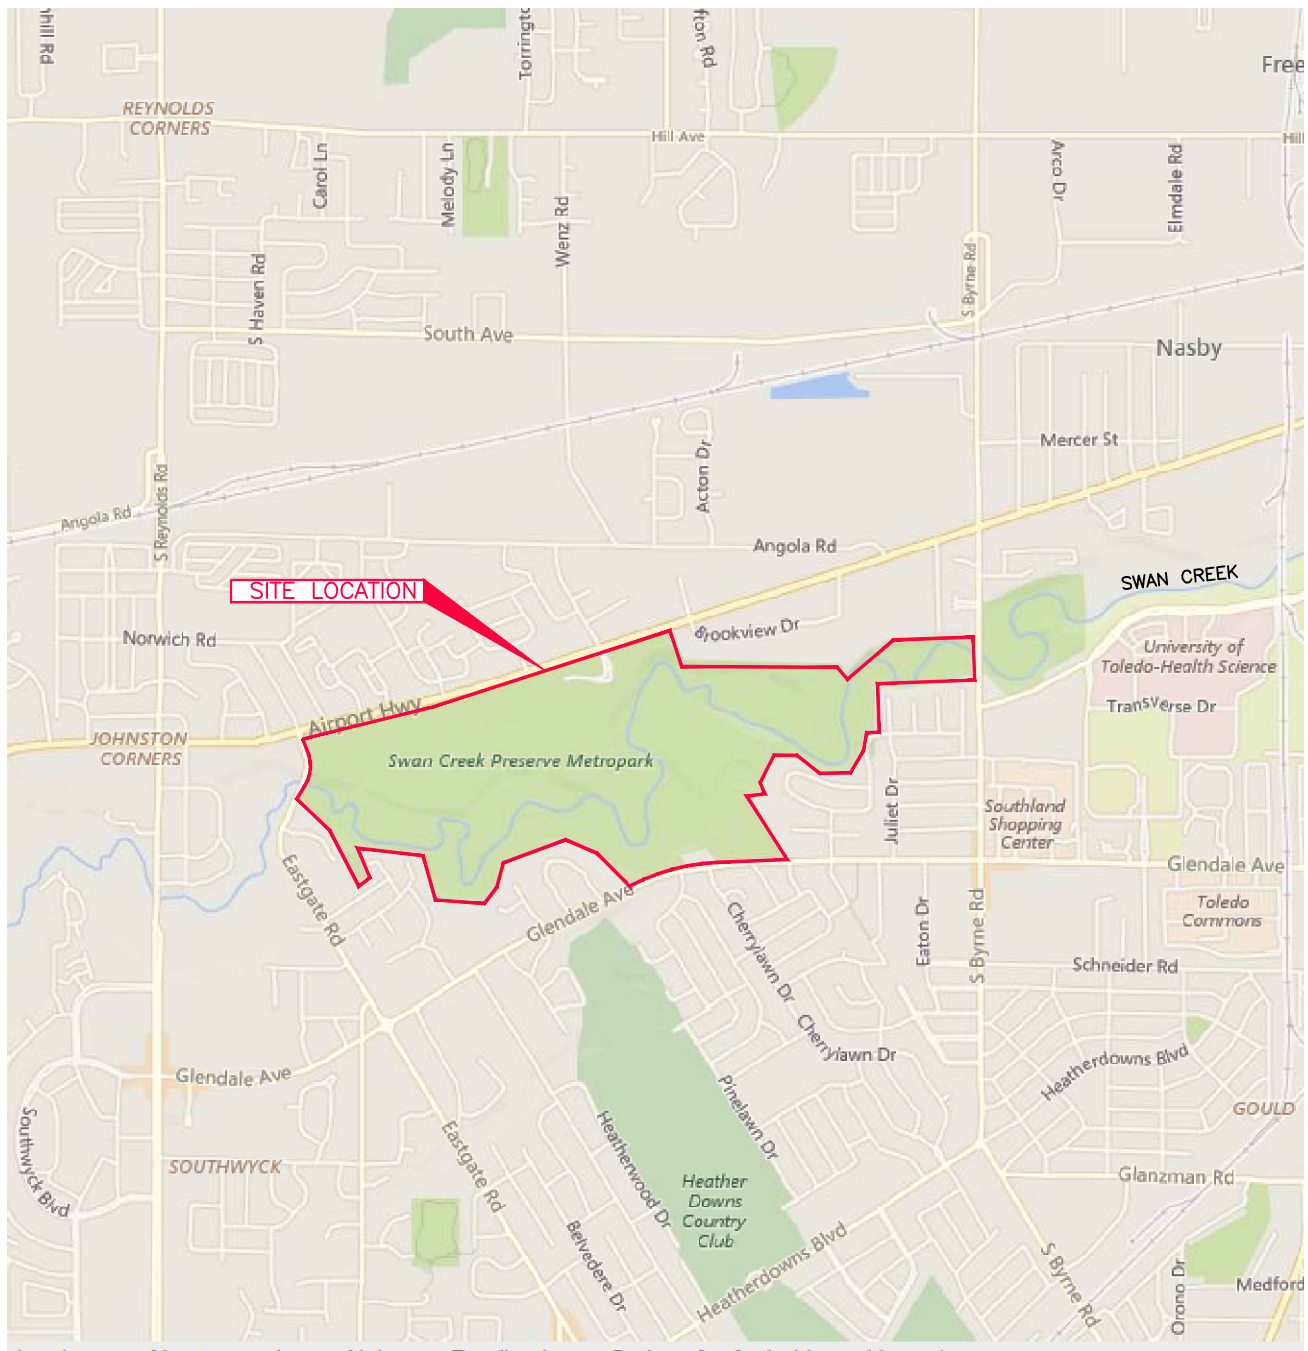 Torringt
Free
REYNOLDS
CORNERS
Hill Ave
Hill
Carol Ln
Melody Ln
Wenz Rd
Arco Dr
Elmdale Rd
S Haven Rd
S Byrne Rd
South Ave
Nasby
Mercer St
Acton Dr
S Reynolds Rd
Angola Rd
Angola Rd
SITE LOCATION
SWAN CREEK
Norwich Rd
Brookview Dr
University of
Toledo-Health Science
Transverse Dr
Airport Hwy
JOHNSTON
CORNERS
Swan Creek Preserve Metropark
Juliet Dr
Southland
Shopping
Center
Eastgate Rd
Glendale Ave
Glendale Ave
Toledo
Commons
Cherrylawn Dr
Eaton Dr
S Byrne Rd
Schneider Rd
Cherrylawn Dr
Heatherdowns Blvd
Glendale Ave
Pinelawn Dr
GOULD
Southwyck Blvd
Eastgate Rd
Heatherwood Dr
SOUTHWYCK
Glanzman Rd
Heather
Downs
Country
Club
Belvedere Dr
Heatherdowns Blvd
S Byrne Rd
Orono Dr
Medford